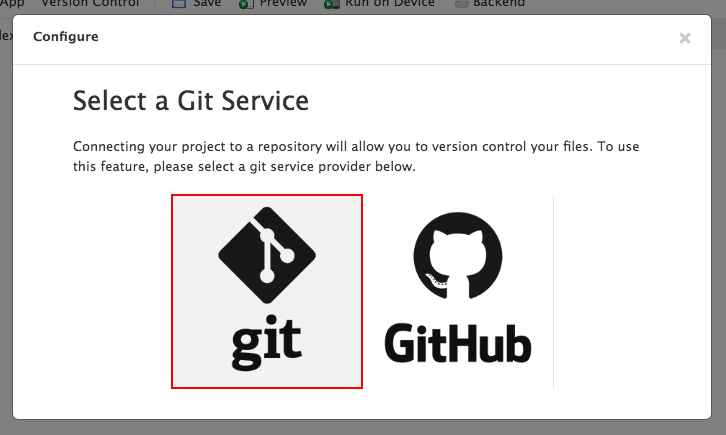 App Version Control Save Preview Run on Device Backend
Configure
Select a Git Service
Connecting your project to a repository will allow you to version control your files. To use
this feature, please select a git service provider below.
git
GitHub